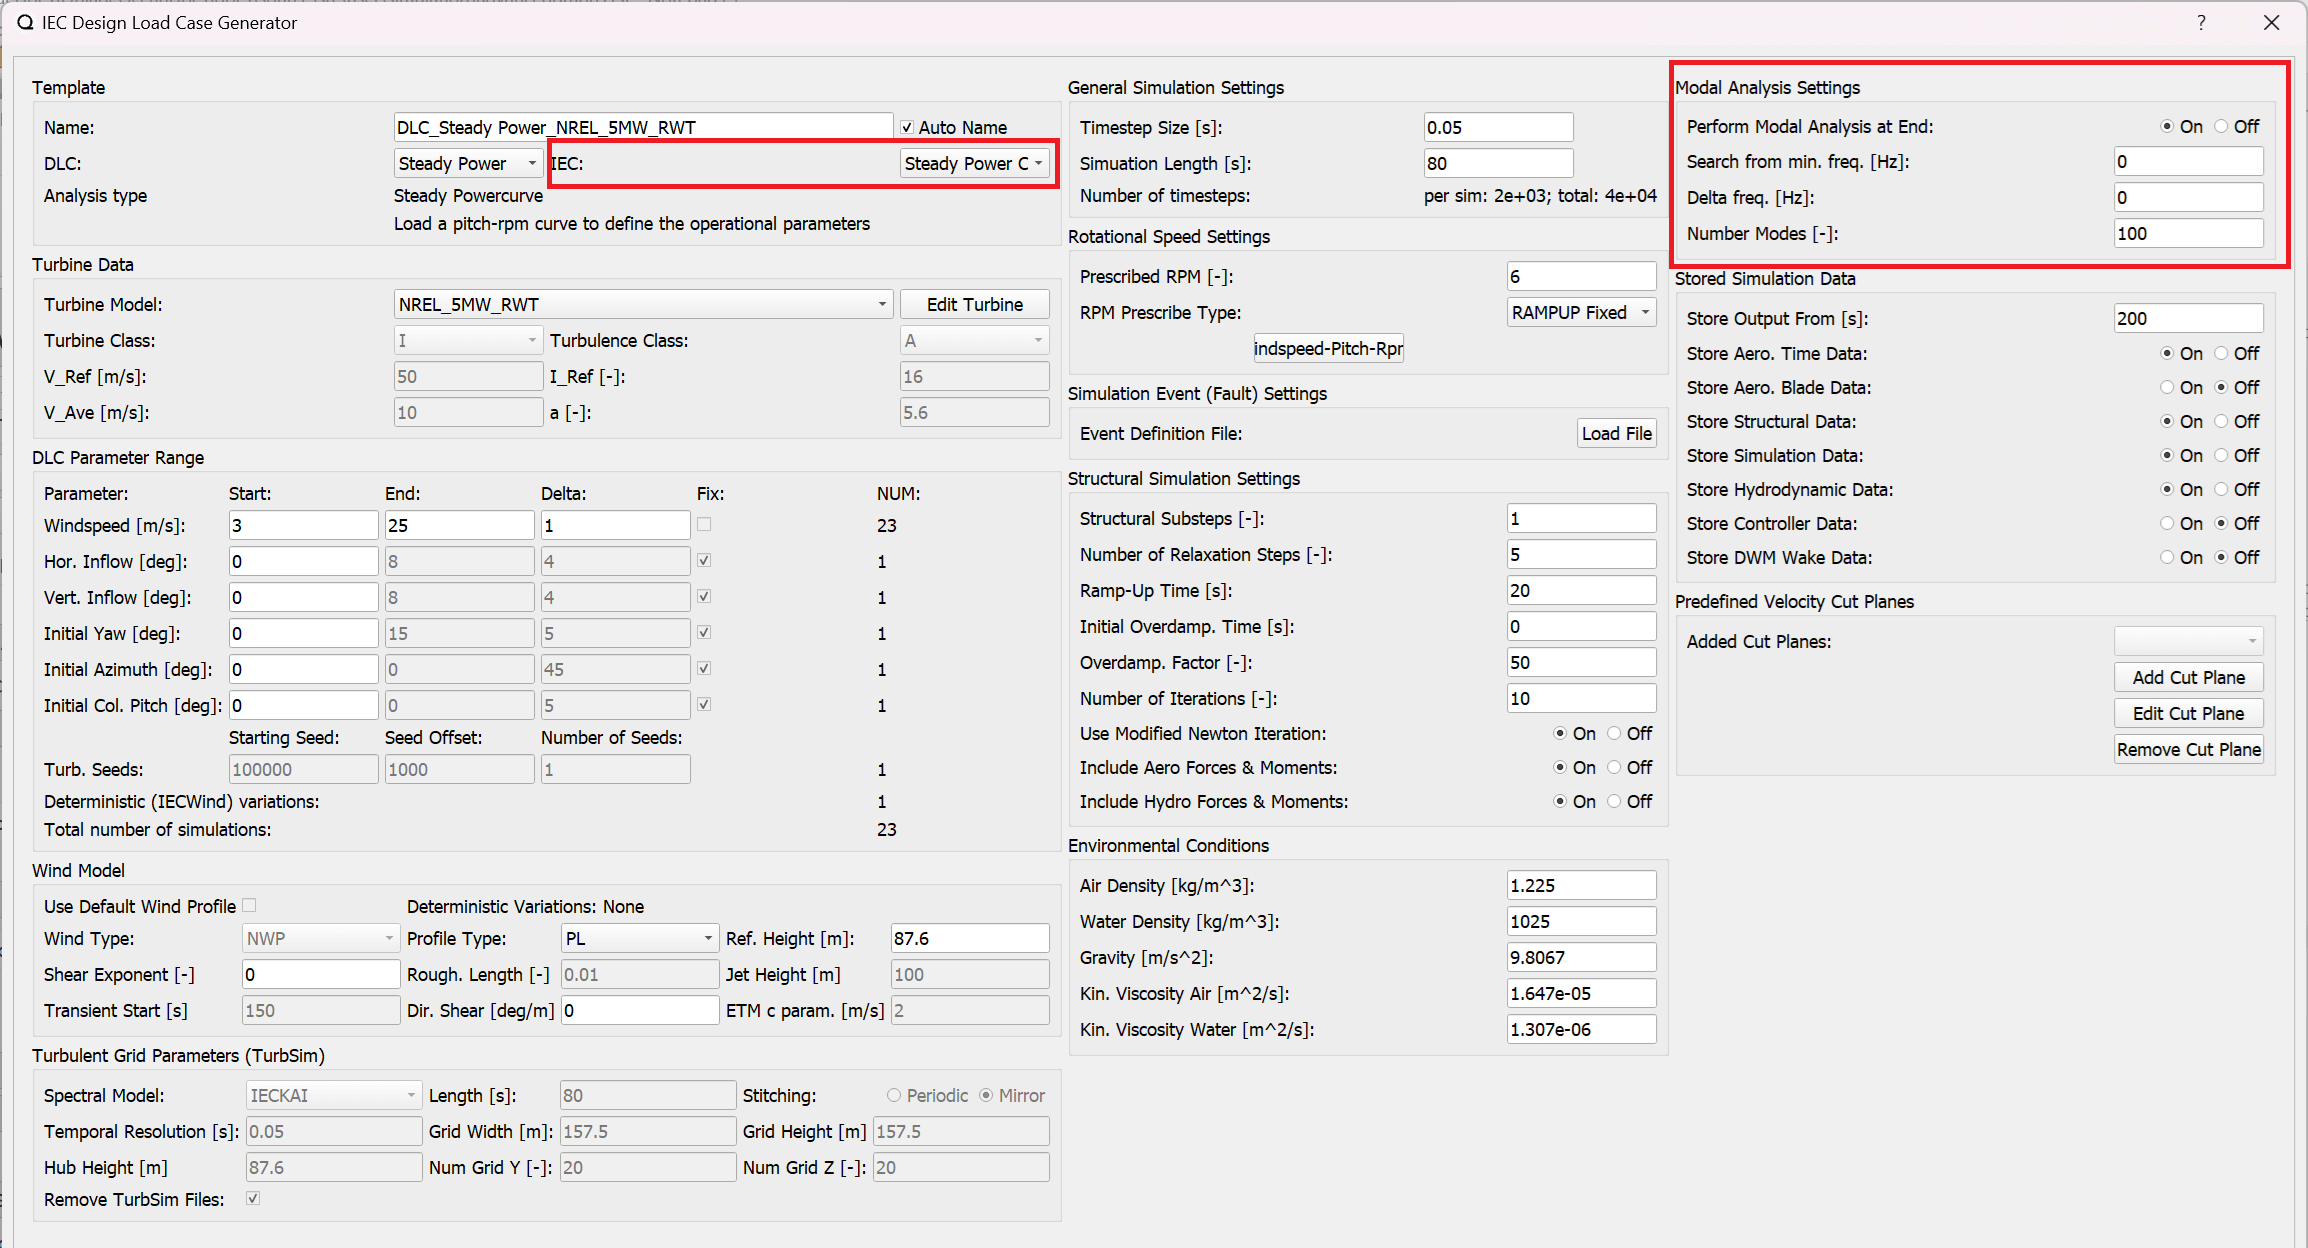 IEC Design Load Case Generator ?
Template
Name: DLC_Steady Power_NREL_5MW_RWT Auto Name
DLC: Steady Power IEC: Steady Power C
Analysis type Steady Powercurve
Load a pitch-rpm curve to define the operational parameters
Turbine Data
Turbine Model: NREL_5MW_RWT Edit Turbine
Turbine Class: I Turbulence Class: A
V_Ref [m/s]: 50 I_Ref [-]: 16
V_Ave [m/s]: 10 a [-]: 5.6
DLC Parameter Range
Parameter: Start: End: Delta: Fix: NUM:
Windspeed [m/s]: 3 25 1 23
Hor. Inflow [deg]: 0 8 4 1
Vert. Inflow [deg]: 0 8 4 1
Initial Yaw [deg]: 0 15 5 1
Initial Azimuth [deg]: 0 0 45 1
Initial Col. Pitch [deg]: 0 0 5 1
Starting Seed: Seed Offset: Number of Seeds:
Turb. Seeds: 100000 1000 1 1
Deterministic (IECWind) variations: 1
Total number of simulations: 23
Wind Model
Use Default Wind Profile Deterministic Variations: None
Wind Type: NWP Profile Type: PL Ref. Height [m]: 87.6
Shear Exponent [-] 0 Rough. Length [-] 0.01 Jet Height [m] 100
Transient Start [s] 150 Dir. Shear [deg/m] 0 ETM c param. [m/s] 2
Turbulent Grid Parameters (TurbSim)
Spectral Model: IECKAI Length [s]: 80 Stitching: Periodic Mirror
Temporal Resolution [s]: 0.05 Grid Width [m]: 157.5 Grid Height [m] 157.5
Hub Height [m] 87.6 Num Grid Y [-]: 20 Num Grid Z [-]: 20
Remove TurbSim Files:
General Simulation Settings
Timestep Size [s]: 0.05
Simuation Length [s]: 80
Number of timesteps: per sim: 2e+03; total: 4e+04
Rotational Speed Settings
Prescribed RPM [-]: 6
RPM Prescribe Type: RAMPUP Fixed
indspeed-Pitch-Rpr
Simulation Event (Fault) Settings
Event Definition File: Load File
Structural Simulation Settings
Structural Substeps [-]: 1
Number of Relaxation Steps [-]: 5
Ramp-Up Time [s]: 20
Initial Overdamp. Time [s]: 0
Overdamp. Factor [-]: 50
Number of Iterations [-]: 10
Use Modified Newton Iteration: On Off
Include Aero Forces & Moments: On Off
Include Hydro Forces & Moments: On Off
Environmental Conditions
Air Density [kg/m^3]: 1.225
Water Density [kg/m^3]: 1025
Gravity [m/s^2]: 9.8067
Kin. Viscosity Air [m^2/s]: 1.647e-05
Kin. Viscosity Water [m^2/s]: 1.307e-06
Modal Analysis Settings
Perform Modal Analysis at End: On Off
Search from min. freq. [Hz]: 0
Delta freq. [Hz]: 0
Number Modes [-]: 100
Stored Simulation Data
Store Output From [s]: 200
Store Aero. Time Data: On Off
Store Aero. Blade Data: On Off
Store Structural Data: On Off
Store Simulation Data: On Off
Store Hydrodynamic Data: On Off
Store Controller Data: On Off
Store DWM Wake Data: On Off
Predefined Velocity Cut Planes
Added Cut Planes:
Add Cut Plane
Edit Cut Plane
Remove Cut Plane